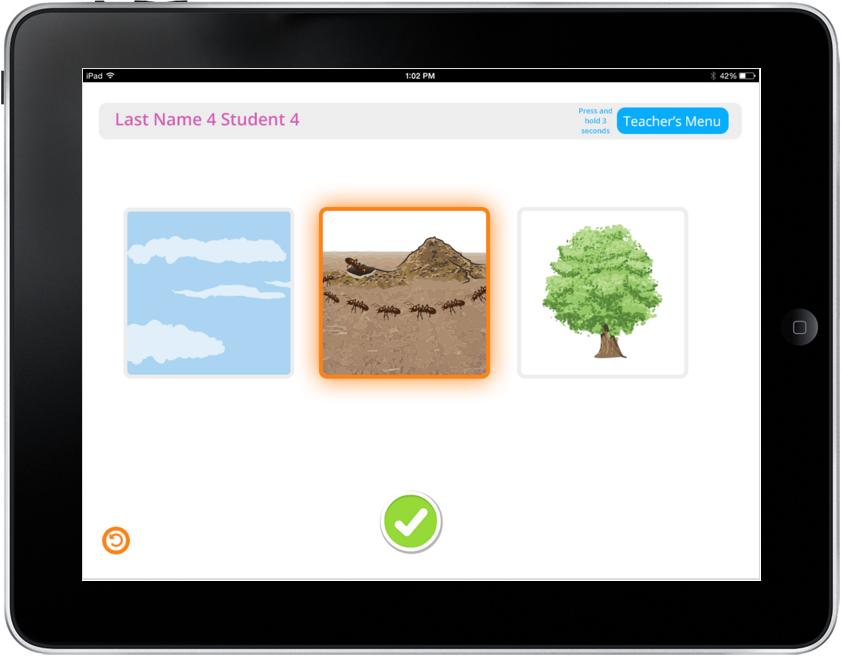 iPad 1:02 PM 42%
Last Name 4 Student 4
Press and
hold 3
seconds
Teacher's Menu